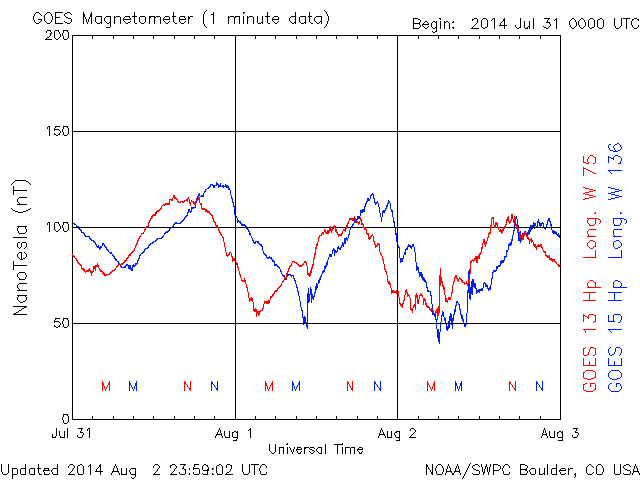 GOES Magnetometer (1 minute data)
Begin: 2014 Jul 31 0000 UTC
200
150
100
50
0
NanoTesla (nT)
M M N N M M N N M M N N
Jul 31 Aug 1 Aug 2 Aug 3
Universal Time
GOES 13 Hp Long. W 75
GOES 15 Hp Long. W 136
Updated 2014 Aug 2 23:59:02 UTC
NOAA/SWPC Boulder, CO USA